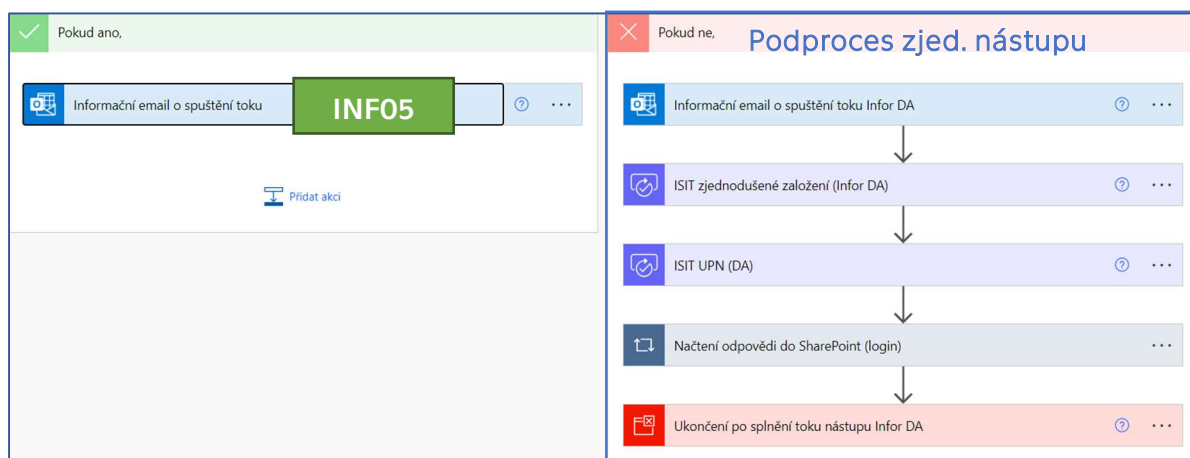 Pokud ano,
Informační email o spuštění toku
INF05
Přidat akci
Pokud ne,
Podproces zjed. nástupu
Informační email o spuštění toku Infor DA
ISIT zjednodušené založení (Infor DA)
ISIT UPN (DA)
Načtení odpovědi do SharePoint (login)
Ukončení po splnění toku nástupu Infor DA